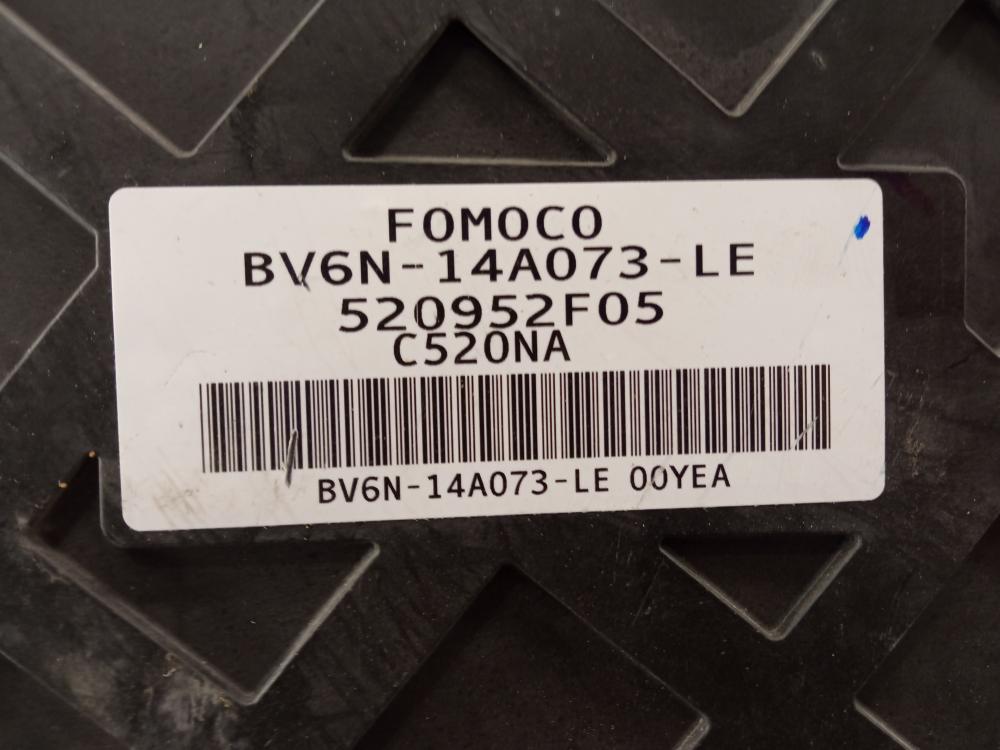 FOMOCO
BV6N-14A073-LE
520952F05
C520NA
BV6N-14A073-LE 00YEA